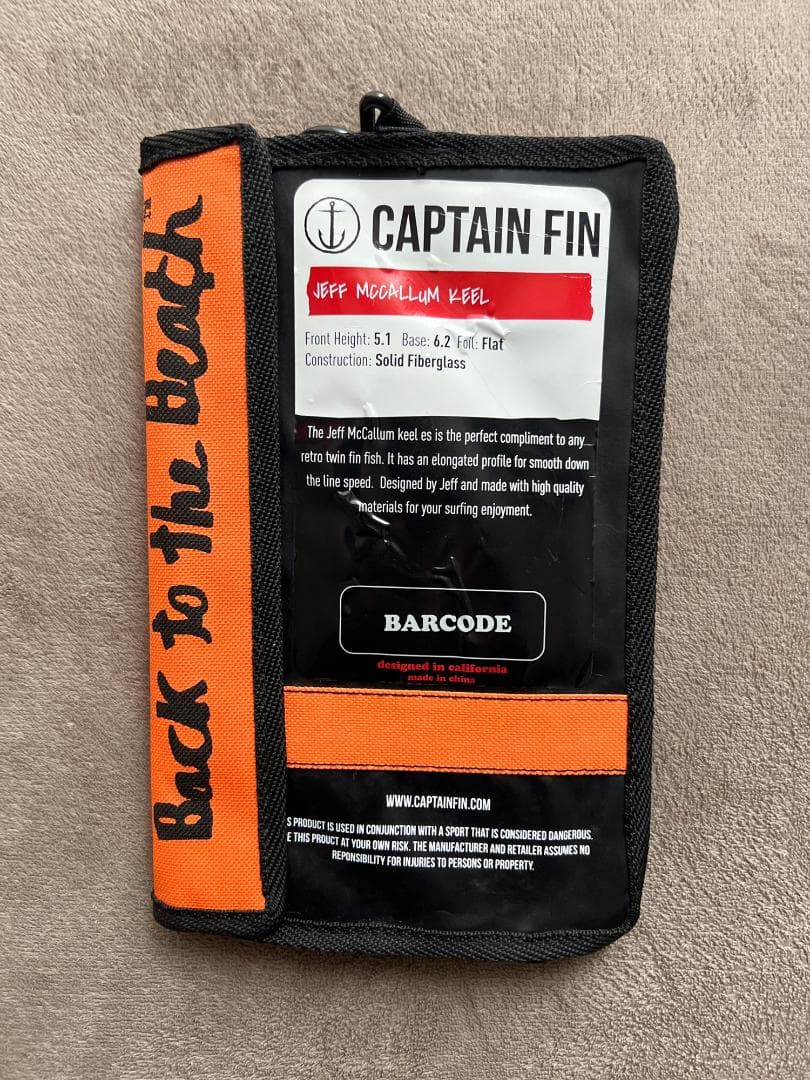 Back to the Beach
CAPTAIN FIN
JEFF MCCALLUM KEEL
Front Height: 5.1 Base: 6.2 Foil: Flat
Construction: Solid Fiberglass
The Jeff McCallum keel es is the perfect compliment to any
retro twin fin fish. It has an elongated profile for smooth down
the line speed. Designed by Jeff and made with high quality
materials for your surfing enjoyment.
BARCODE
designed in california
made in china
WWW.CAPTAINFIN.COM
S PRODUCT IS USED IN CONJUNCTION WITH A SPORT THAT IS CONSIDERED DANGEROUS.
E THIS PROUCT AT YOUR OWN RISK. THE MANUFACTURER AND RETAILER ASSUMES NO
REPONSIBILITY FOR INJURIES TO PERSONS OR PROPERTY.